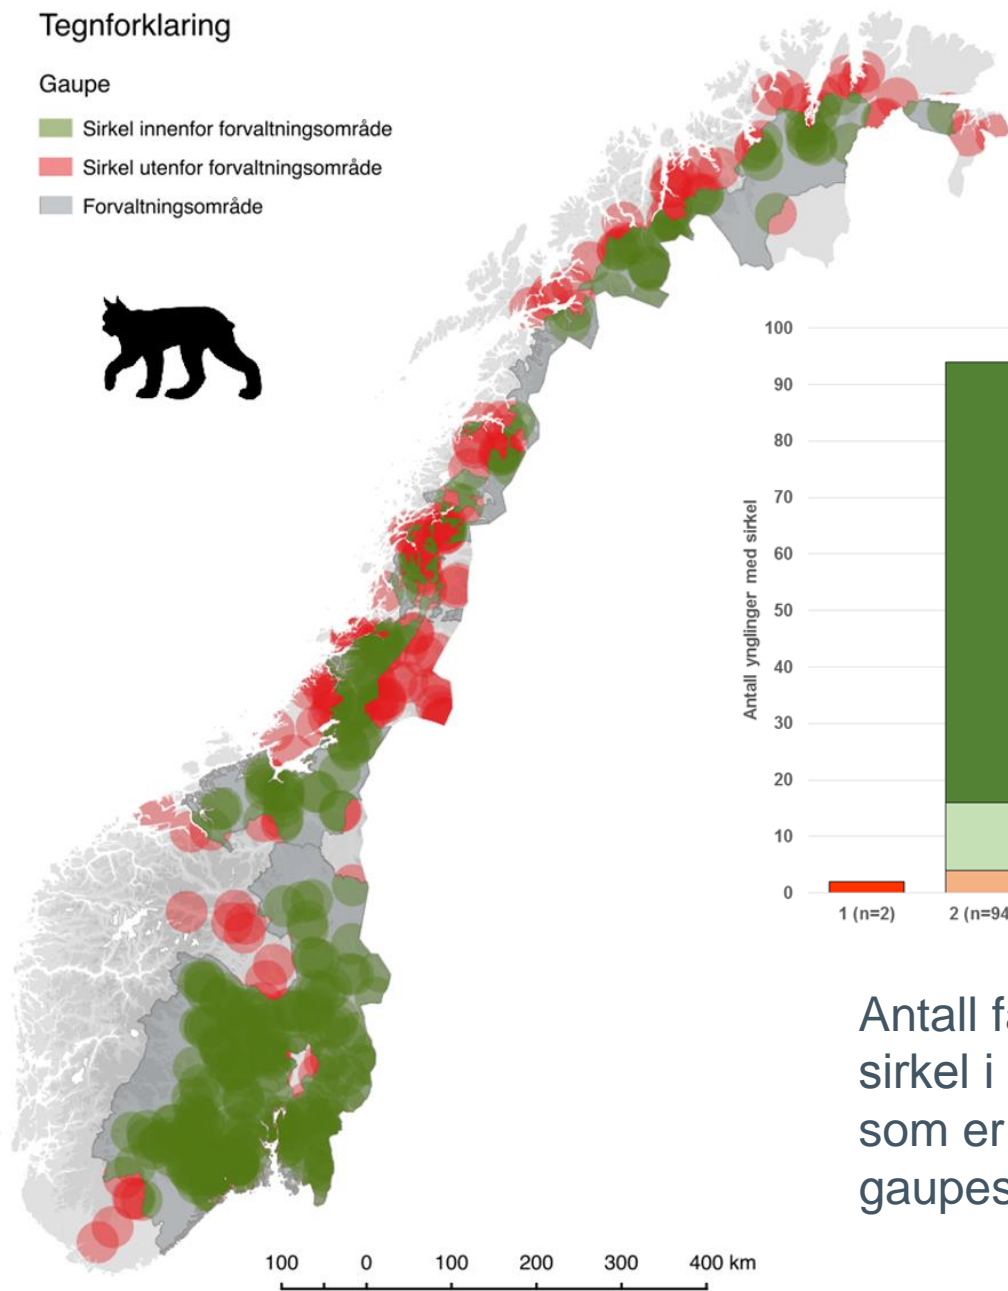 Tegnforklaring
Gaupe
Sirkel innenfor forvaltningsområde
Sirkel utenfor forvaltningsområde
Forvaltningsområde
100
90
80
70
60
50
40
30
20
10
0
Antall ynglinger med sirkel
1 (n=2)
2 (n=94
Antall
sirkel i
som er
gaupes
100 0 100 200 300 400 km